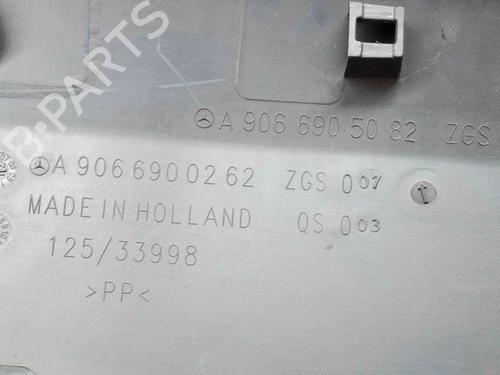 B-PARTS
A 906 690 50 82 ZGS
A 906 690 02 62 ZGS 001
MADE IN HOLLAND QS 003
125/33998
>PP<